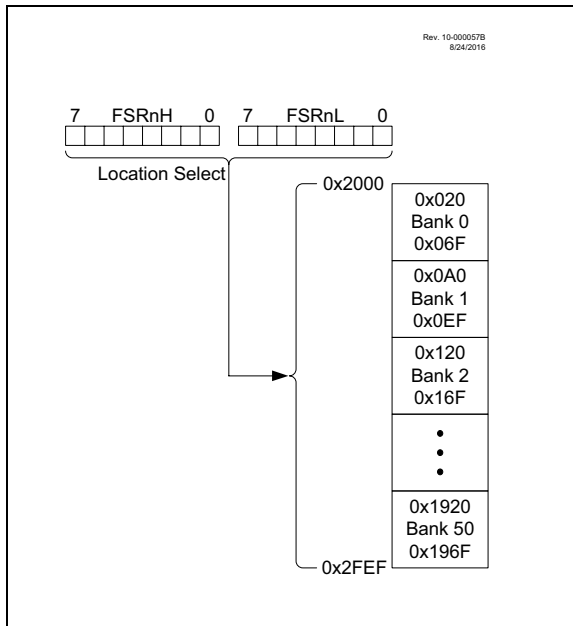 Rev. 10-000057B
8/24/2016
7 FSRnH 0 7 FSRnL 0
Location Select
0x2000
0x020
Bank 0
0x06F
0x0A0
Bank 1
0x0EF
0x120
Bank 2
0x16F
0x1920
Bank 50
0x196F
0x2FEF